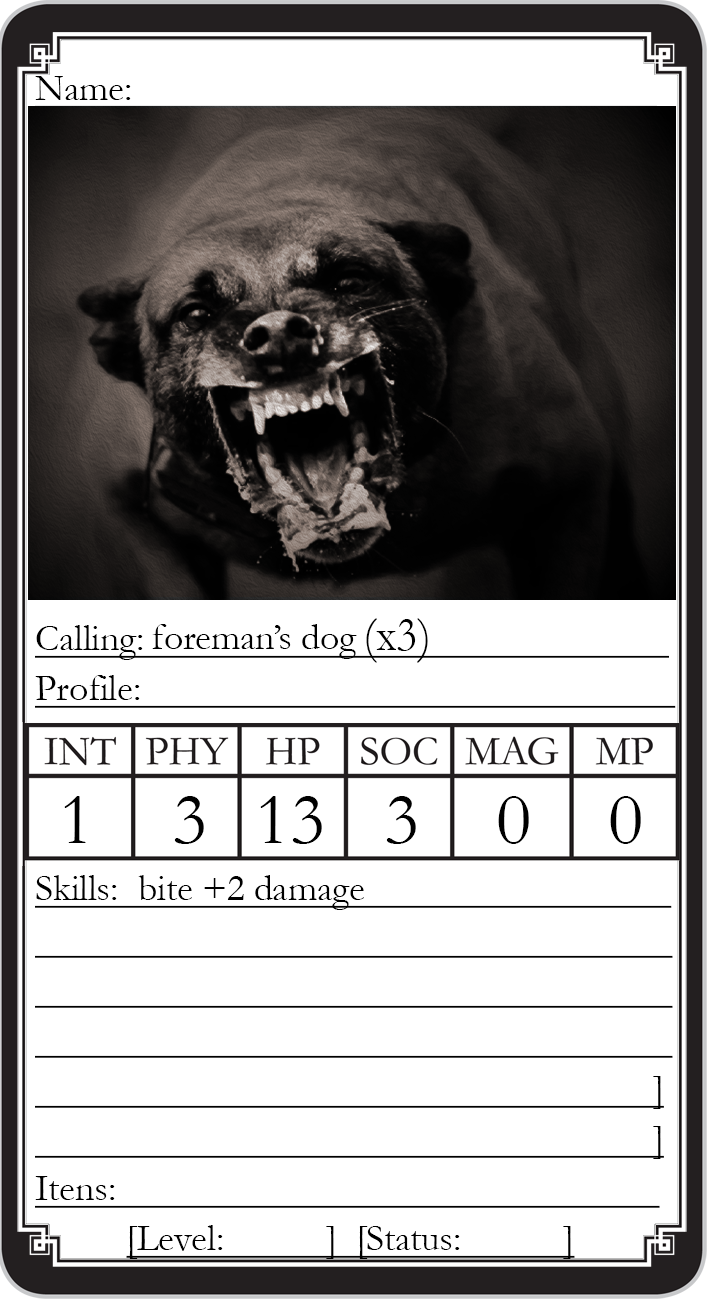 Name:
Calling: foreman's dog (x3)
Profile:
INT PHY HP SOC MAG MP
1 3 13 3 0 0
Skills: bite +2 damage
]
]
Itens:
[Level: ] [Status: ]